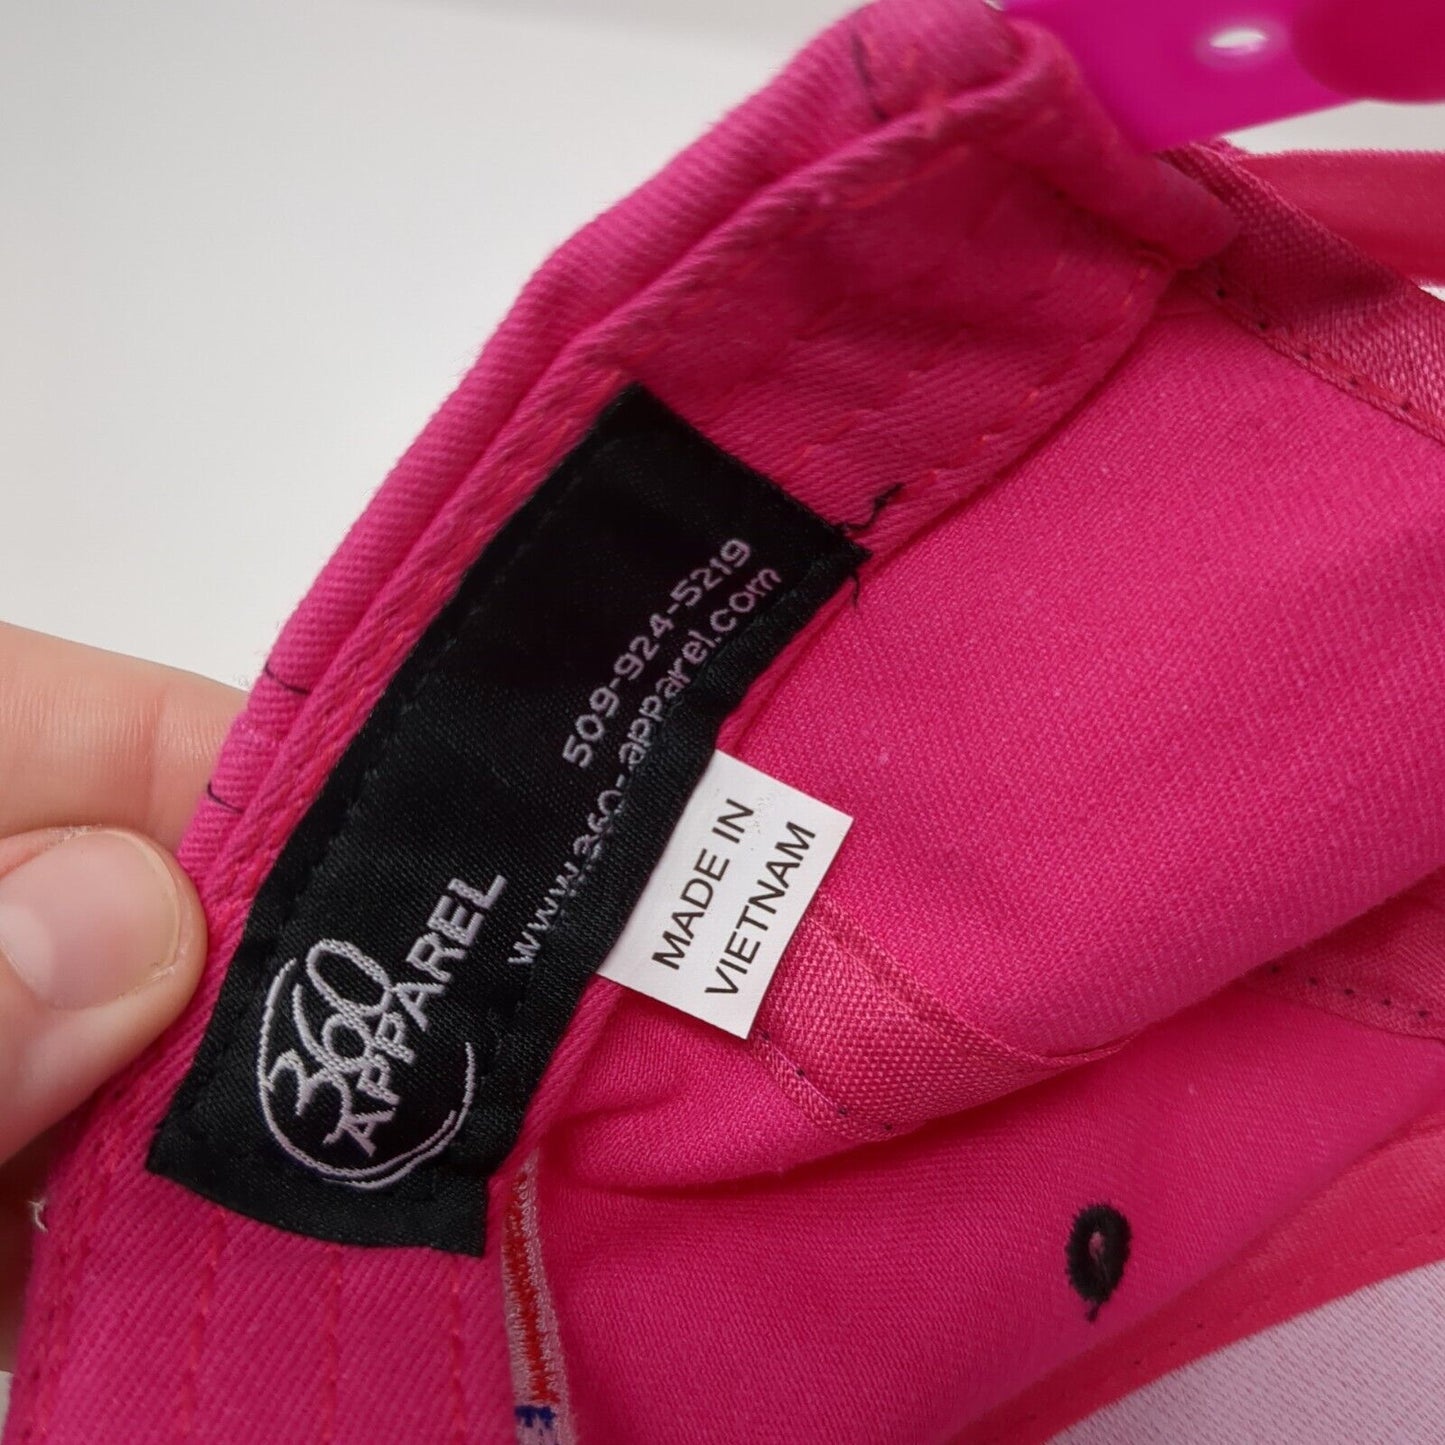 360
APPAREL
509-924-5219
www.360-apparel.com
MADE IN
VIETNAM